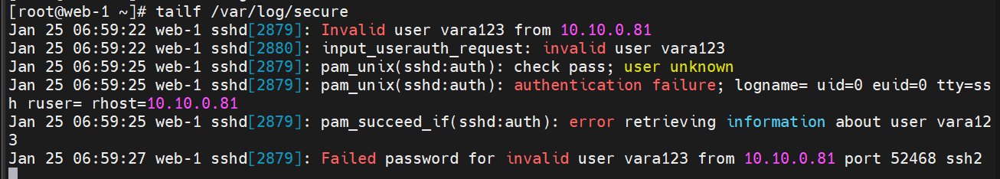 [root@web-1 ~]# tailf /var/log/secure
Jan 25 06:59:22 web-1 sshd[2879]: Invalid user vara123 from 10.10.0.81
Jan 25 06:59:22 web-1 sshd[2880]: input_userauth_request: invalid user vara123
Jan 25 06:59:25 web-1 sshd[2879]: pam_unix(sshd:auth): check pass; user unknown
Jan 25 06:59:25 web-1 sshd[2879]: pam_unix(sshd:auth): authentication failure; logname= uid=0 euid=0 tty=ss
h ruser= rhost=10.10.0.81
Jan 25 06:59:25 web-1 sshd[2879]: pam_succeed_if(sshd:auth): error retrieving information about user vara12
3
Jan 25 06:59:27 web-1 sshd[2879]: Failed password for invalid user vara123 from 10.10.0.81 port 52468 ssh2